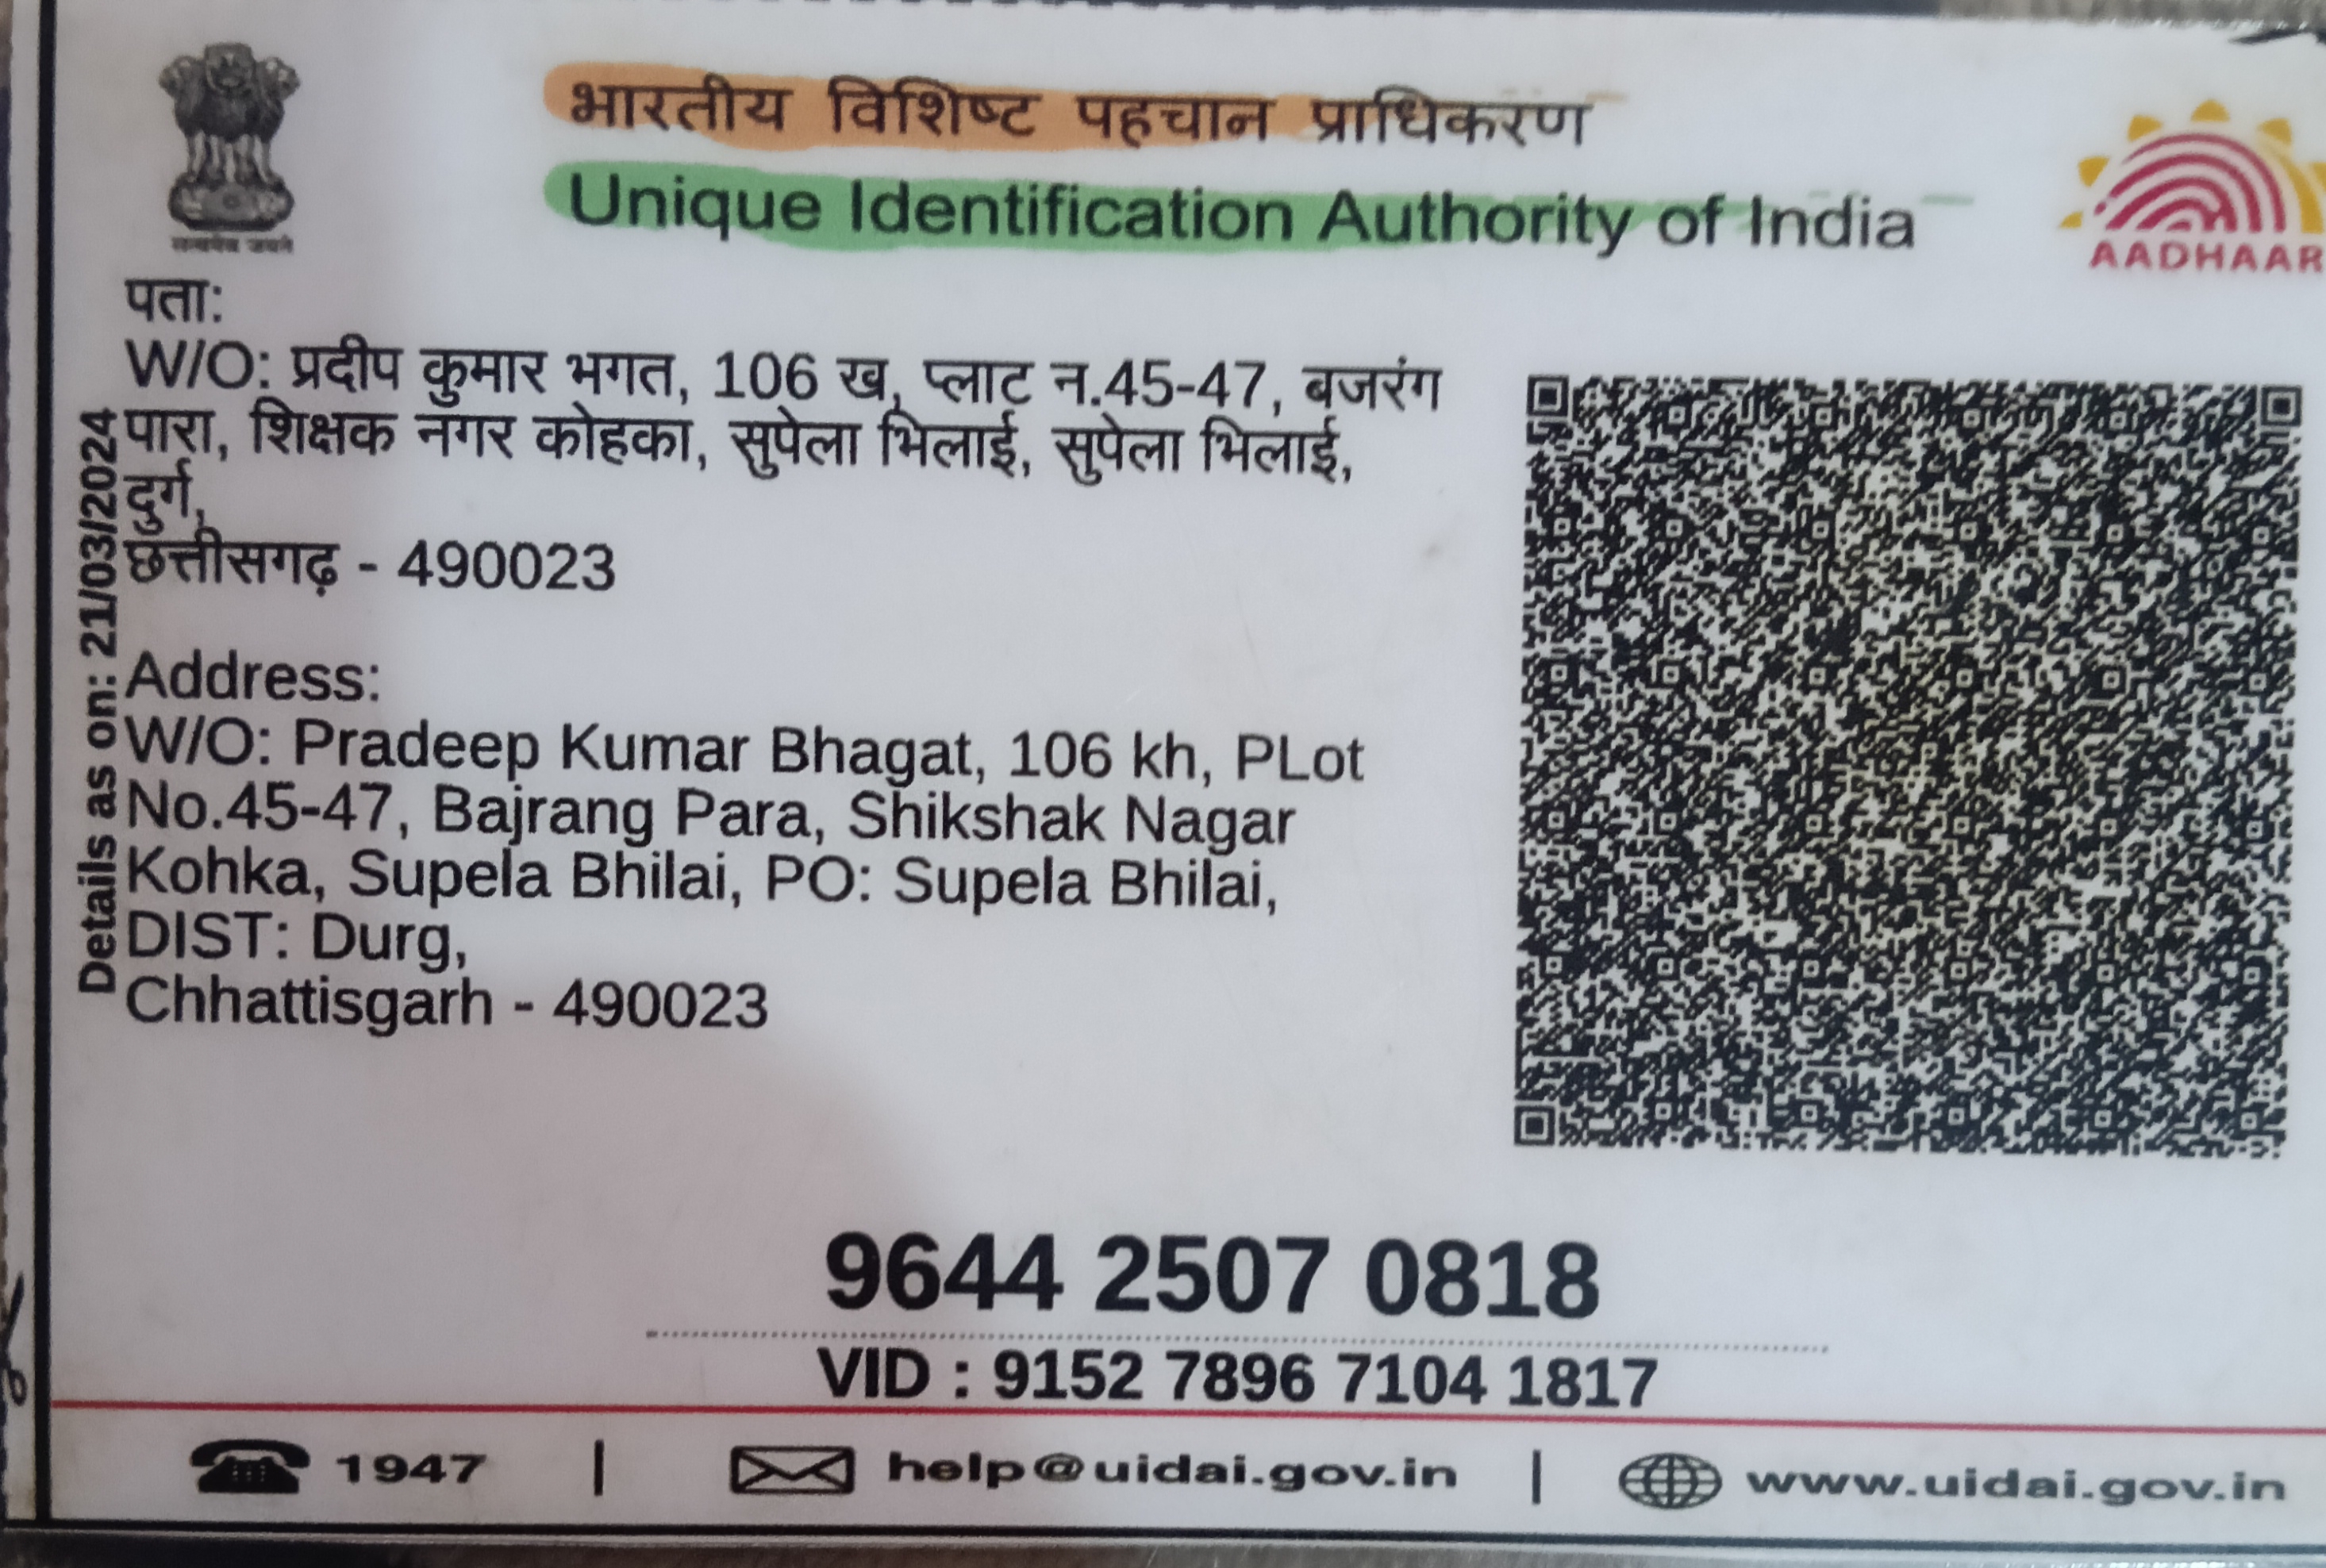 भारतीय विशिष्ट पहचान प्राधिकरण
Unique Identification Authority of India
सत्यमेव जयते
AADHAAR
पता:
W/O: प्रदीप कुमार भगत, 106 ख, प्लाट न.45-47, बजरंग
पारा, शिक्षक नगर कोहका, सुपेला भिलाई, सुपेला भिलाई,
दुर्ग,
छत्तीसगढ़ - 490023
Address:
W/O: Pradeep Kumar Bhagat, 106 kh, PLot
No.45-47, Bajrang Para, Shikshak Nagar
Kohka, Supela Bhilai, PO: Supela Bhilai,
DIST: Durg,
Chhattisgarh - 490023
Details as on: 21/03/2024
9644 2507 0818
VID : 9152 7896 7104 1817
1947 | help@uidai.gov.in | www.uidai.gov.in